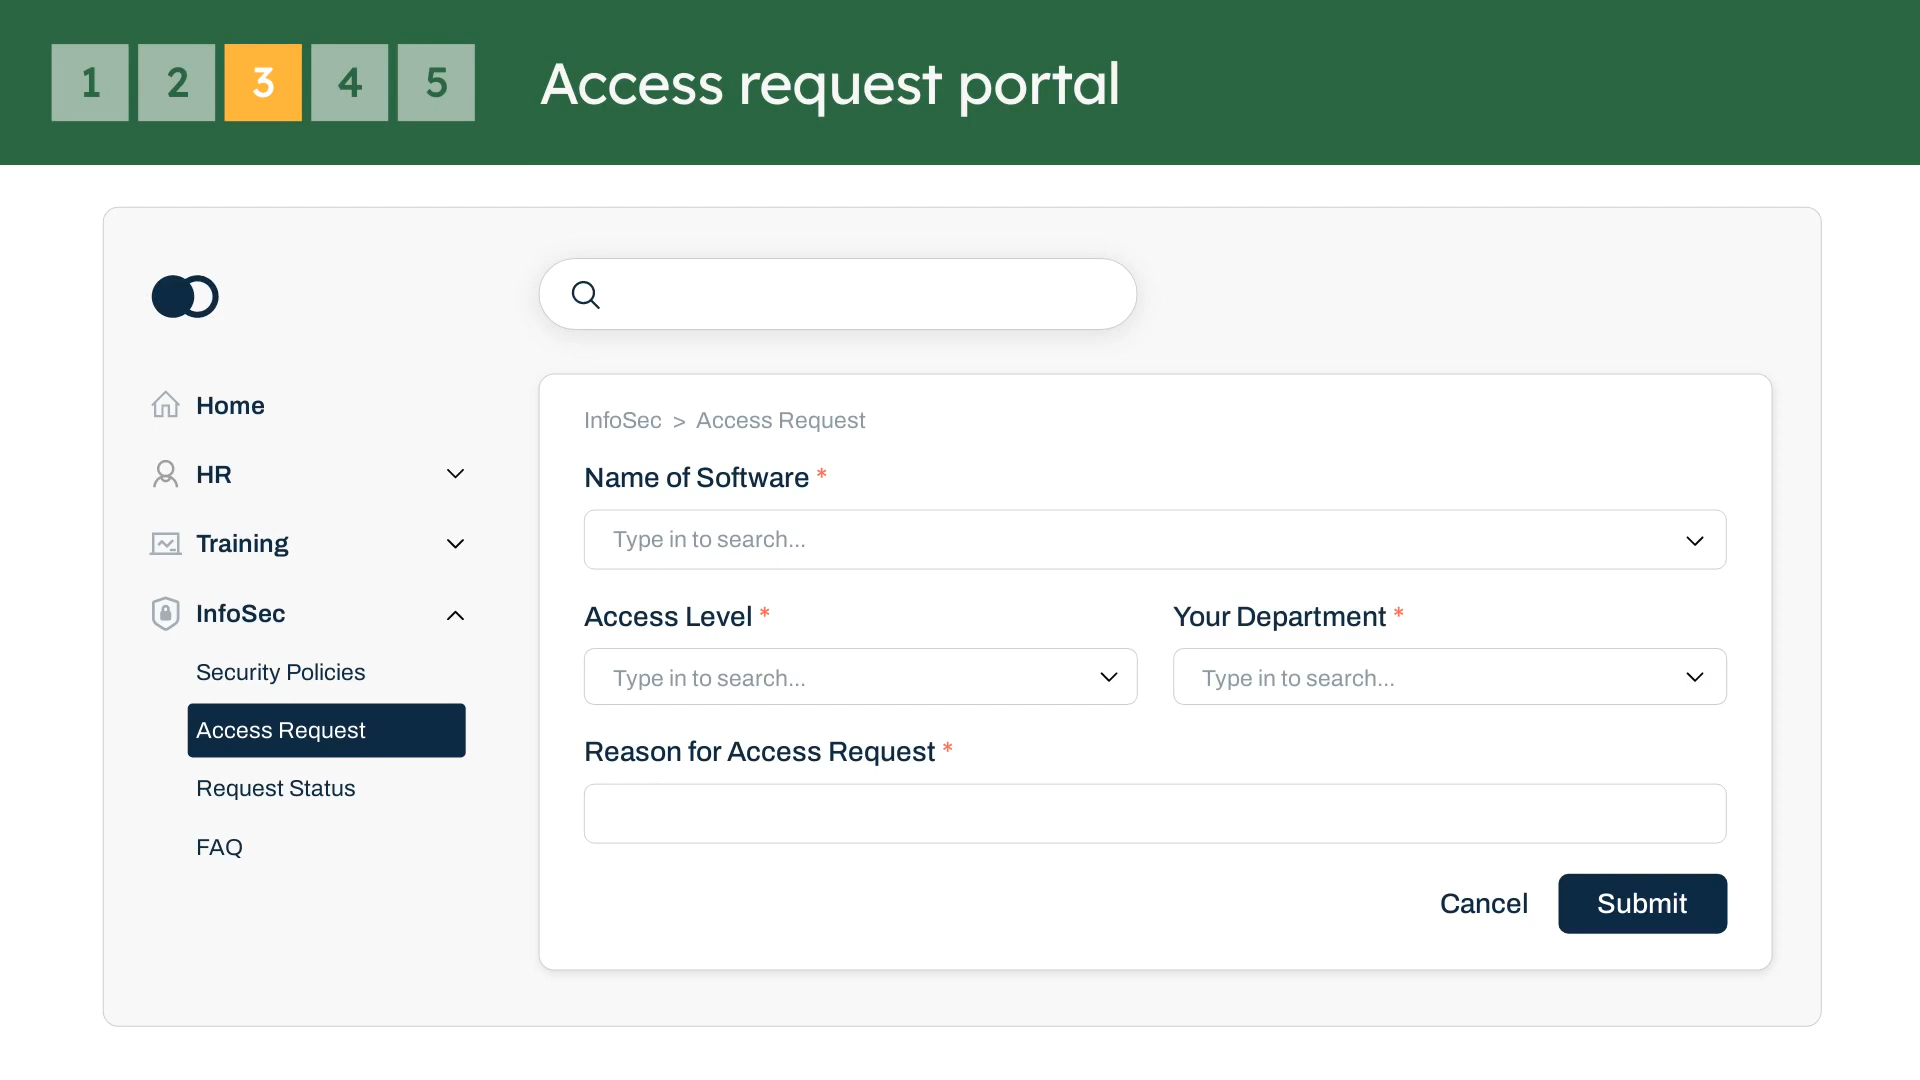 1 2 3 4 5
Access request portal
Home
HR
Training
InfoSec
Security Policies
Access Request
Request Status
FAQ
InfoSec > Access Request
Name of Software *
Type in to search...
Access Level *
Type in to search...
Your Department *
Type in to search...
Reason for Access Request *
Cancel
Submit